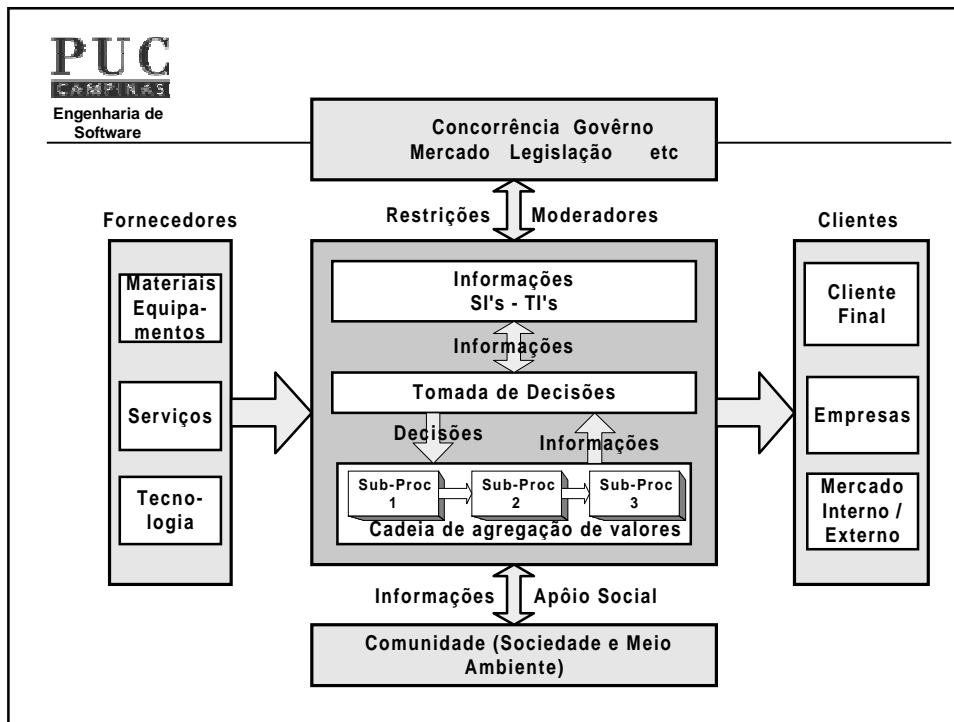 PUC
CAMPINAS
Engenharia de
Software
Concorrência Govêrno
Mercado Legislação etc
Restrições Moderadores
Fornecedores
Materiais
Equipa-
mentos
Serviços
Tecno-
logia
Informações
SI's - TI's
Informações
Tomada de Decisões
Decisões
Informações
Sub-Proc
1
Sub-Proc
2
Sub-Proc
3
Cadeia de agregação de valores
Clientes
Cliente
Final
Empresas
Mercado
Interno /
Externo
Informações Apôio Social
Comunidade (Sociedade e Meio
Ambiente)